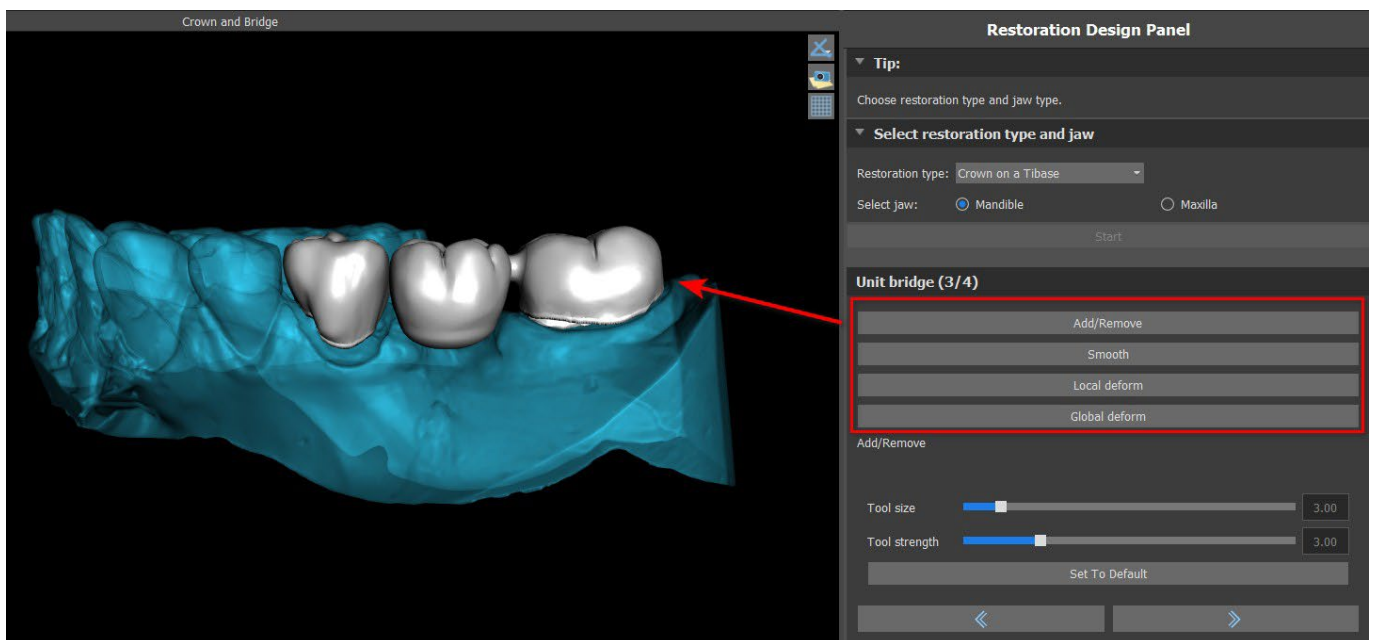 Crown and Bridge
Restoration Design Panel
Tip:
Choose restoration type and jaw type.
Select restoration type and jaw
Restoration type: Crown on a Tibase
Select jaw: Mandible Maxilla
Start
Unit bridge (3/4)
Add/Remove
Smooth
Local deform
Global deform
Add/Remove
Tool size 3.00
Tool strength 3.00
Set To Default